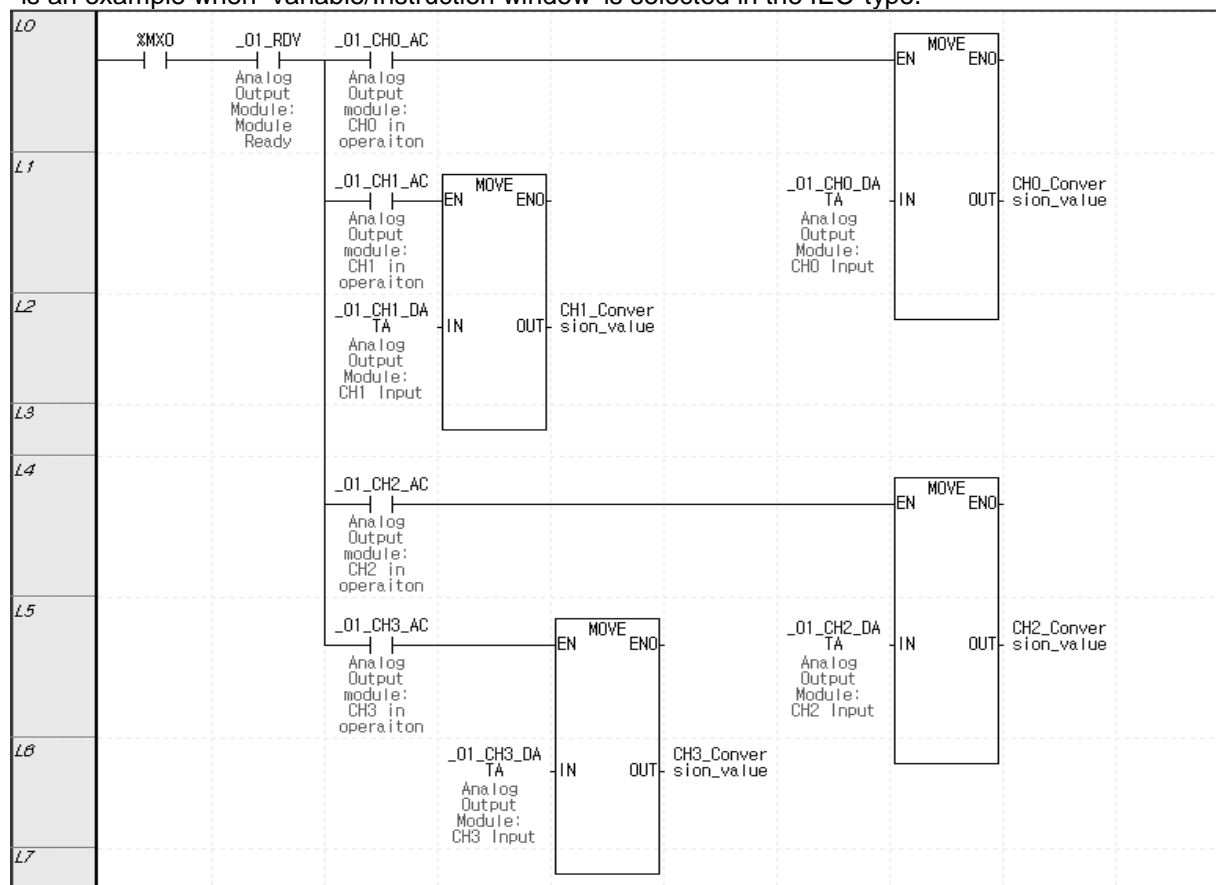 is an example when 'Variable/Instruction window' is selected in the IEC type.
L0
%MX0
_01_RDY
_01_CH0_AC
MOVE
EN ENO
Analog
Output
Module:
Module
Ready
Analog
Output
module:
CH0 in
operaiton
L1
_01_CH1_AC
MOVE
EN ENO
Analog
Output
module:
CH1 in
operaiton
_01_CH0_DA
TA
IN OUT
CH0_Conver
sion_value
Analog
Output
Module:
CH0 Input
L2
_01_CH1_DA
TA
IN OUT
CH1_Conver
sion_value
Analog
Output
Module:
CH1 Input
L3
L4
_01_CH2_AC
MOVE
EN ENO
Analog
Output
module:
CH2 in
operaiton
L5
_01_CH3_AC
MOVE
EN ENO
Analog
Output
module:
CH3 in
operaiton
_01_CH2_DA
TA
IN OUT
CH2_Conver
sion_value
Analog
Output
Module:
CH2 Input
L6
_01_CH3_DA
TA
IN OUT
CH3_Conver
sion_value
Analog
Output
Module:
CH3 Input
L7